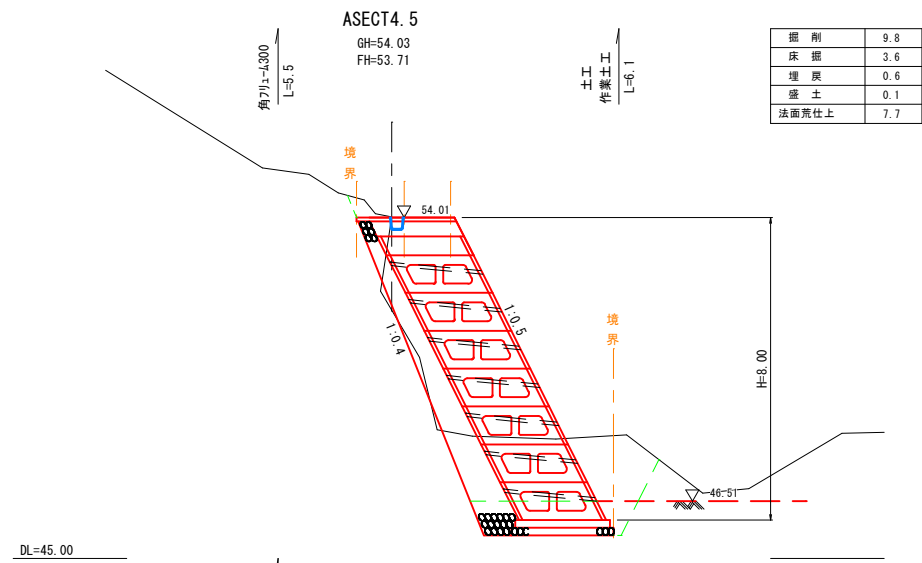 ASECT4.5
GH=54.03
FH=53.71
角フリューム300
L=5.5
土工
作業土工
L=6.1
掘 削 9.8
床 掘 3.6
埋 戻 0.6
盛 土 0.1
法面荒仕上 7.7
境界
54.01
1:0.4
1:0.5
境界
H=8.00
46.51
DL=45.00